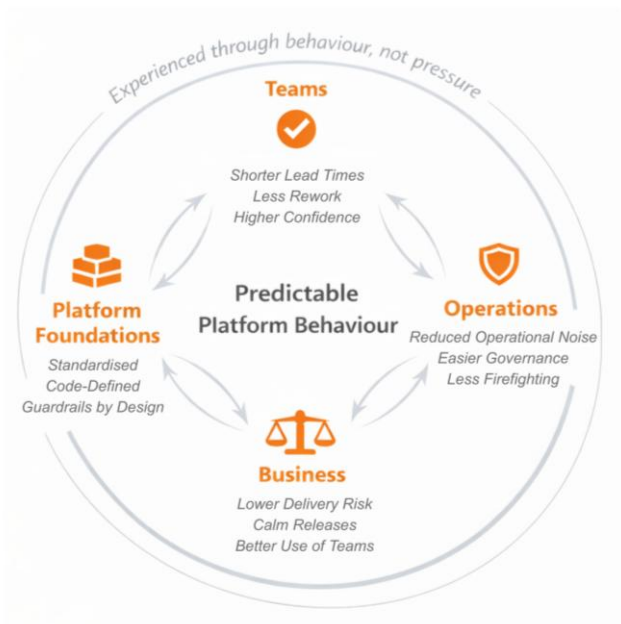 Experienced through behaviour, not pressure
Teams
Shorter Lead Times
Less Rework
Higher Confidence
Platform
Foundations
Standardised
Code-Defined
Guardrails by Design
Predictable
Platform Behaviour
Operations
Reduced Operational Noise
Easier Governance
Less Firefighting
Business
Lower Delivery Risk
Calm Releases
Better Use of Teams